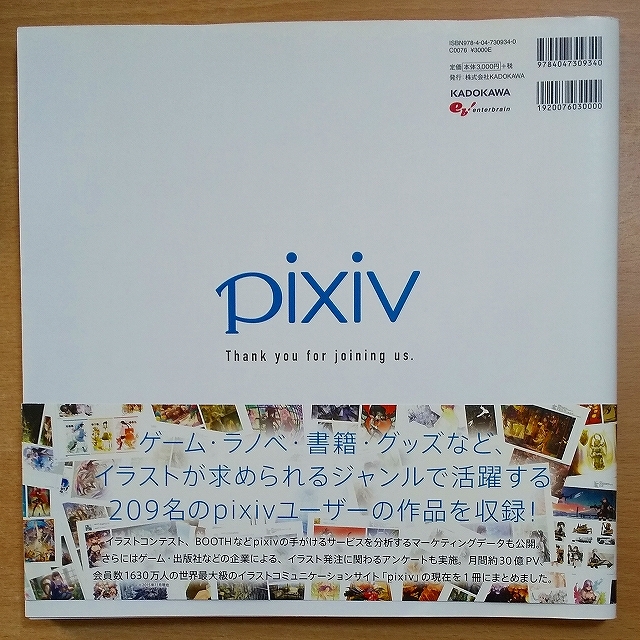 ISBN978-4-04-730934-0
C0076 ¥3000E
定価 本体3,000円 +税
発行：株式会社KADOKAWA
9784047309340
KADOKAWA
eb! enterbrain
1920076030000
pixiv
Thank you for joining us.
ゲーム・ラノベ・書籍・グッズなど、
イラストが求められるジャンルで活躍する
209名のpixivユーザーの作品を収録！
イラストコンテスト、BOOTHなどpixivの手がけるサービスを分析するマーケティングデータも公開。
さらにはゲーム・出版社などの企業による、イラスト発注に関わるアンケートも実施。月間約30億PV、
会員数1630万人の世界最大級のイラストコミュニケーションサイト「pixiv」の現在を1冊にまとめました。